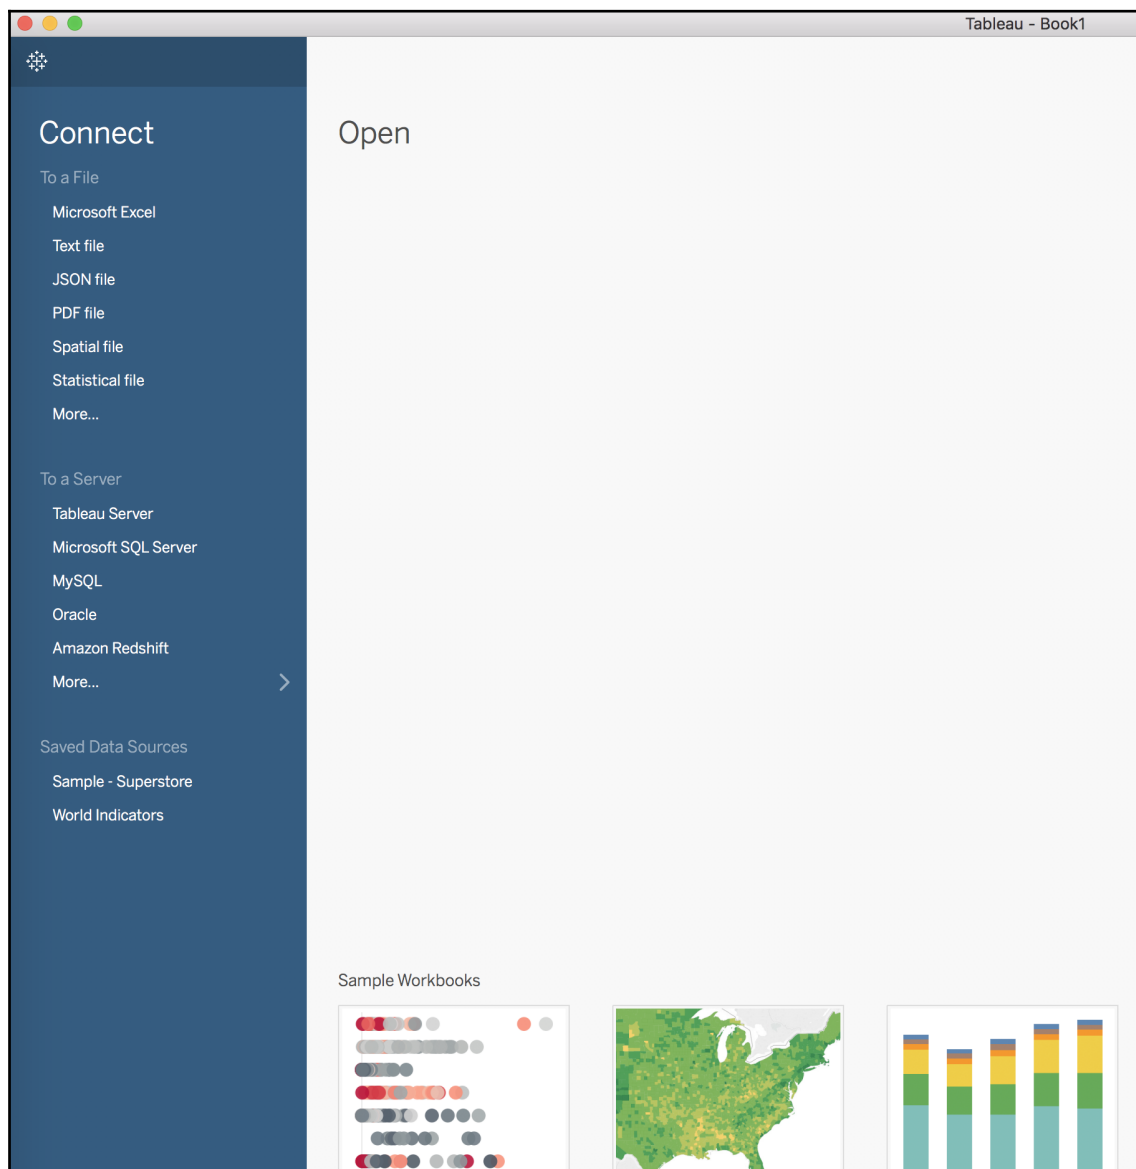 Tableau - Book1
Connect
To a File
Microsoft Excel
Text file
JSON file
PDF file
Spatial file
Statistical file
More...
To a Server
Tableau Server
Microsoft SQL Server
MySQL
Oracle
Amazon Redshift
More...
Saved Data Sources
Sample - Superstore
World Indicators
Open
Sample Workbooks